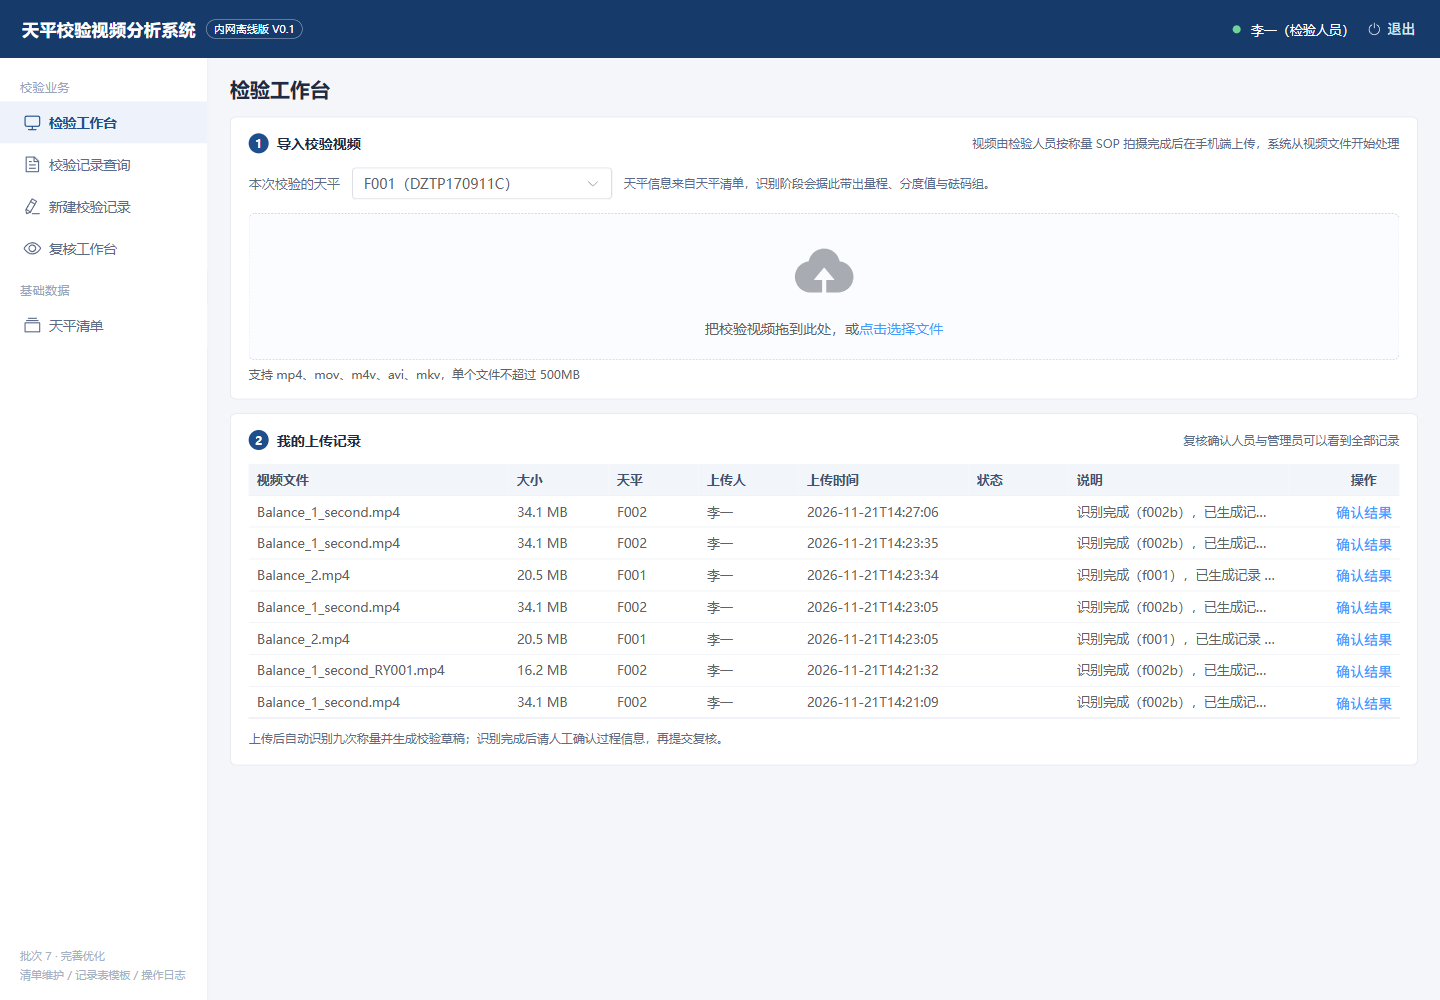 天平校验视频分析系统 内网离线版 V0.1
李一（检验人员） 退出
校验业务
检验工作台
校验记录查询
新建校验记录
复核工作台
基础数据
天平清单
批次 7 · 完善优化
清单维护 / 记录表模板 / 操作日志
检验工作台
1 导入校验视频 视频由检验人员按称量 SOP 拍摄完成后在手机端上传，系统从视频文件开始处理
本次校验的天平 F001（DZTP170911C） 天平信息来自天平清单，识别阶段会据此带出量程、分度值与砝码组。
把校验视频拖到此处，或点击选择文件
支持 mp4、mov、m4v、avi、mkv，单个文件不超过 500MB
2 我的上传记录 复核确认人员与管理员可以看到全部记录
视频文件 大小 天平 上传人 上传时间 状态 说明 操作
Balance_1_second.mp4 34.1 MB F002 李一 2026-11-21T14:27:06 识别完成（f002b），已生成记... 确认结果
Balance_1_second.mp4 34.1 MB F002 李一 2026-11-21T14:23:35 识别完成（f002b），已生成记... 确认结果
Balance_2.mp4 20.5 MB F001 李一 2026-11-21T14:23:34 识别完成（f001），已生成记录 ... 确认结果
Balance_1_second.mp4 34.1 MB F002 李一 2026-11-21T14:23:05 识别完成（f002b），已生成记... 确认结果
Balance_2.mp4 20.5 MB F001 李一 2026-11-21T14:23:05 识别完成（f001），已生成记录 ... 确认结果
Balance_1_second_RY001.mp4 16.2 MB F002 李一 2026-11-21T14:21:32 识别完成（f002b），已生成记... 确认结果
Balance_1_second.mp4 34.1 MB F002 李一 2026-11-21T14:21:09 识别完成（f002b），已生成记... 确认结果
上传后自动识别九次称量并生成校验草稿；识别完成后请人工确认过程信息，再提交复核。